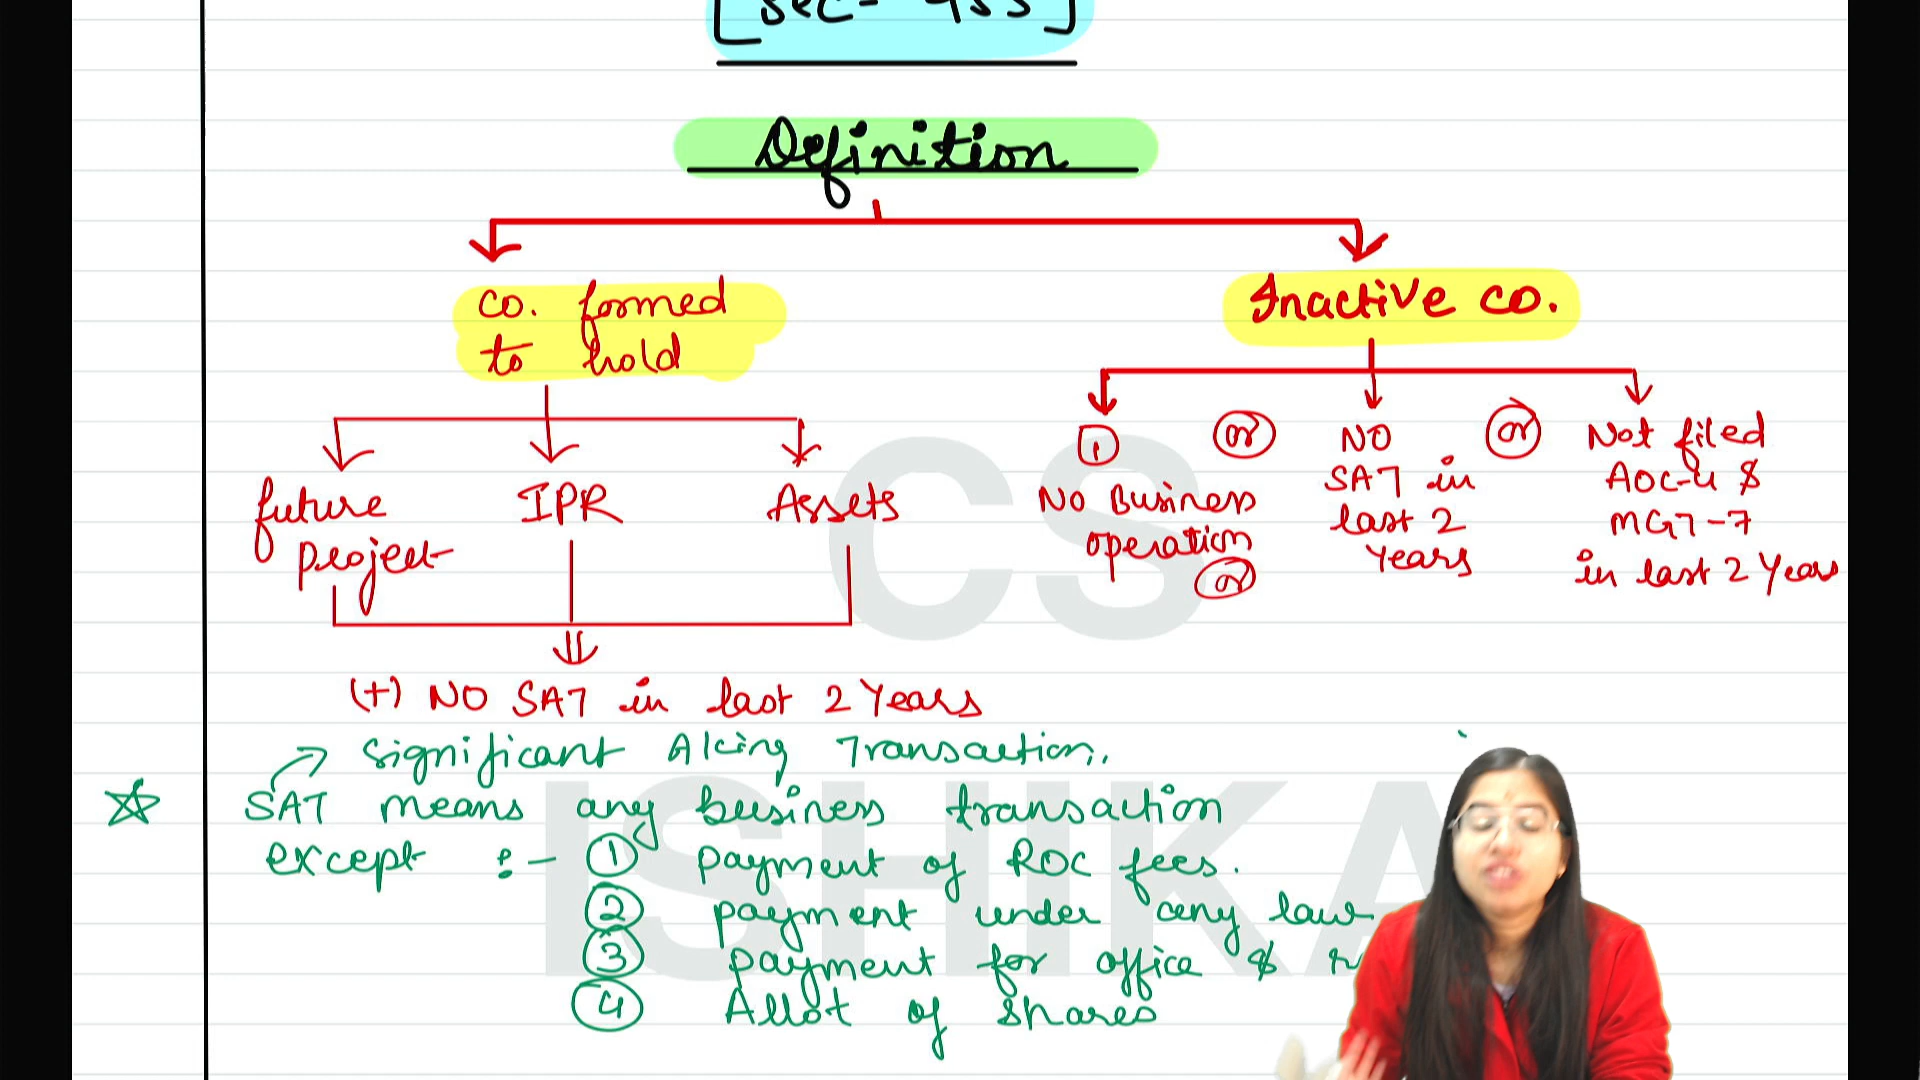 Definition
co. formed
to hold
Inactive co.
future
project
IPR
Assets
1
No Business
operation
or
or
NO
SAT in
last 2
Years
or
Not filed
AOC-4 &
MGT-7
in last 2 Years
(+) NO SAT in last 2 Years
Significant A/cing Transaction.
SAT means any business transaction
except :- 1 payment of ROC fees.
2 payment under any law
3 payment for office &
4 Allot of shares
CS
ISHIKA